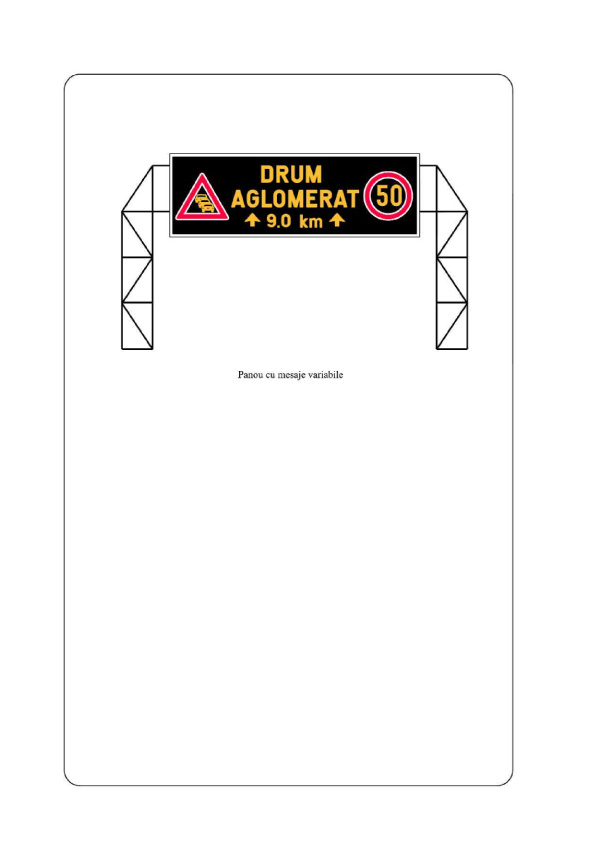 DRUM
AGLOMERAT
↑ 9.0 km ↑
50
Panou cu mesaje variabile